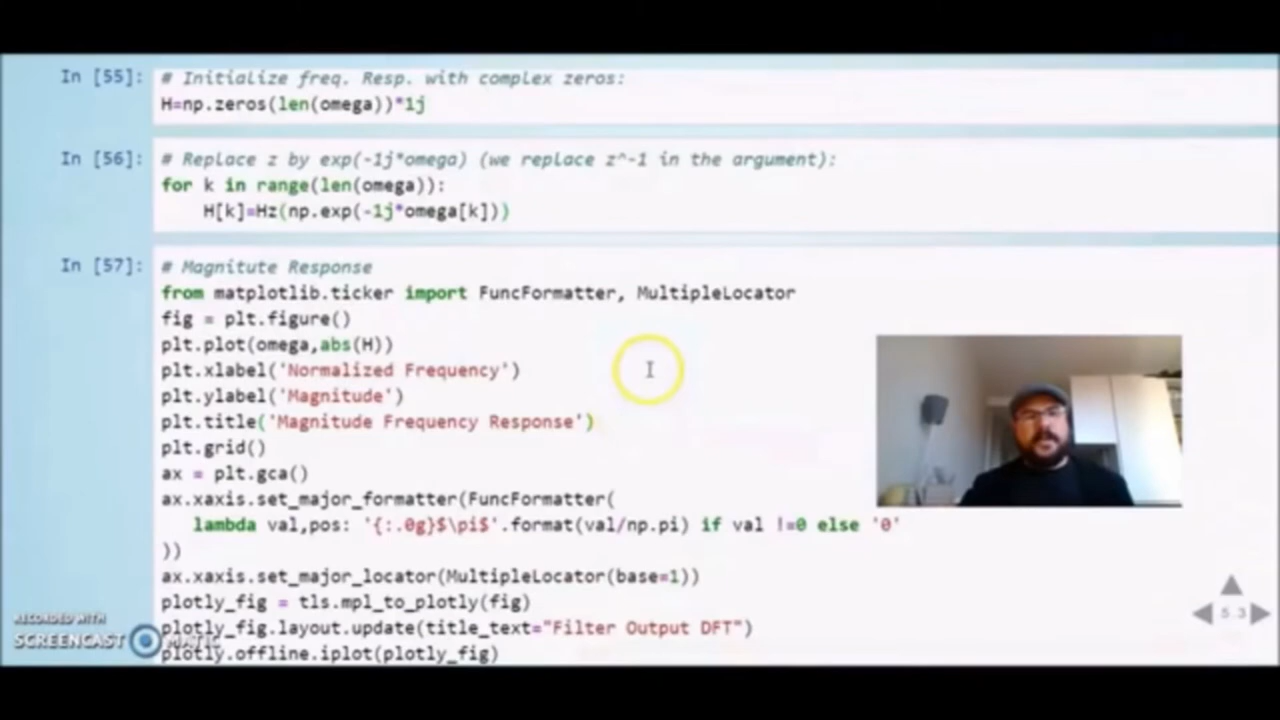 In [55]: # Initialize freq. Resp. with complex zeros:
H=np.zeros(len(omega))*1j
In [56]: # Replace z by exp(-1j*omega) (we replace z^-1 in the argument):
for k in range(len(omega)):
    H[k]=Hz(np.exp(-1j*omega[k]))
In [57]: # Magnitute Response
from matplotlib.ticker import FuncFormatter, MultipleLocator
fig = plt.figure()
plt.plot(omega,abs(H))
plt.xlabel('Normalized Frequency')
plt.ylabel('Magnitude')
plt.title('Magnitude Frequency Response')
plt.grid()
ax = plt.gca()
ax.xaxis.set_major_formatter(FuncFormatter(
   lambda val,pos: '{:.0g}$\pi$'.format(val/np.pi) if val !=0 else '0'
))
ax.xaxis.set_major_locator(MultipleLocator(base=1))
plotly_fig = tls.mpl_to_plotly(fig)
plotly_fig.layout.update(title_text="Filter Output DFT")
plotly.offline.iplot(plotly_fig)
5.3
RECORDED WITH
SCREENCAST MATIC